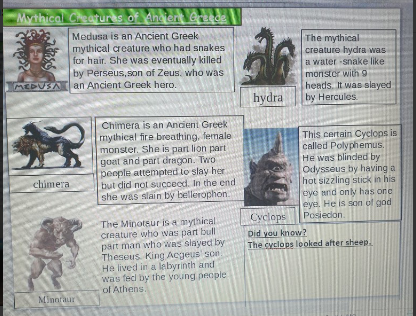 Mythical Creatures of Ancient Greece
Medusa is an Ancient Greek
mythical creature who had snakes
for hair. She was eventually killed
by Perseus,son of Zeus, who was
an Ancient Greek hero.
MEDUSA
The mythical
creature hydra was
a water -snake like
monster with 9
heads. It was slayed
by Hercules.
hydra
Chimera is an Ancient Greek
mythical fire breathing, female
monster. She is part lion part
goat and part dragon. Two
people attempted to slay her
but did not succeed. In the end
she was slain by bellerophon.
chimera
This certain Cyclops is
called Polyphemus.
He was blinded by
Odysseus by having a
hot sizzling stick in his
eye and only has one
eye. He is son of god
Posiedon.
Cyclops
The Minotaur is a mythical
creature who was part bull
part man who was slayed by
Theseus, King Aegeus' son.
He lived in a labyrinth and
was fed by the young people
of Athens.
Minotaur
Did you know?
The cyclops looked after sheep.